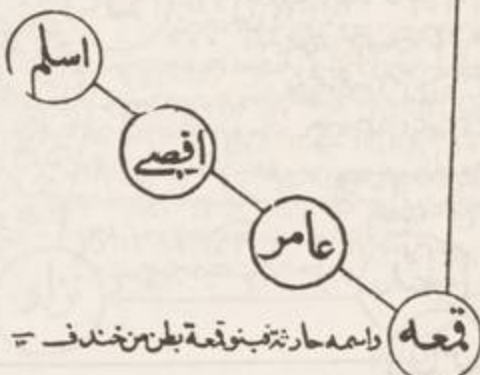 اسلم
افصى
عامر
قمعه واسمه حارثة فبنو قمعة بطن من خندف